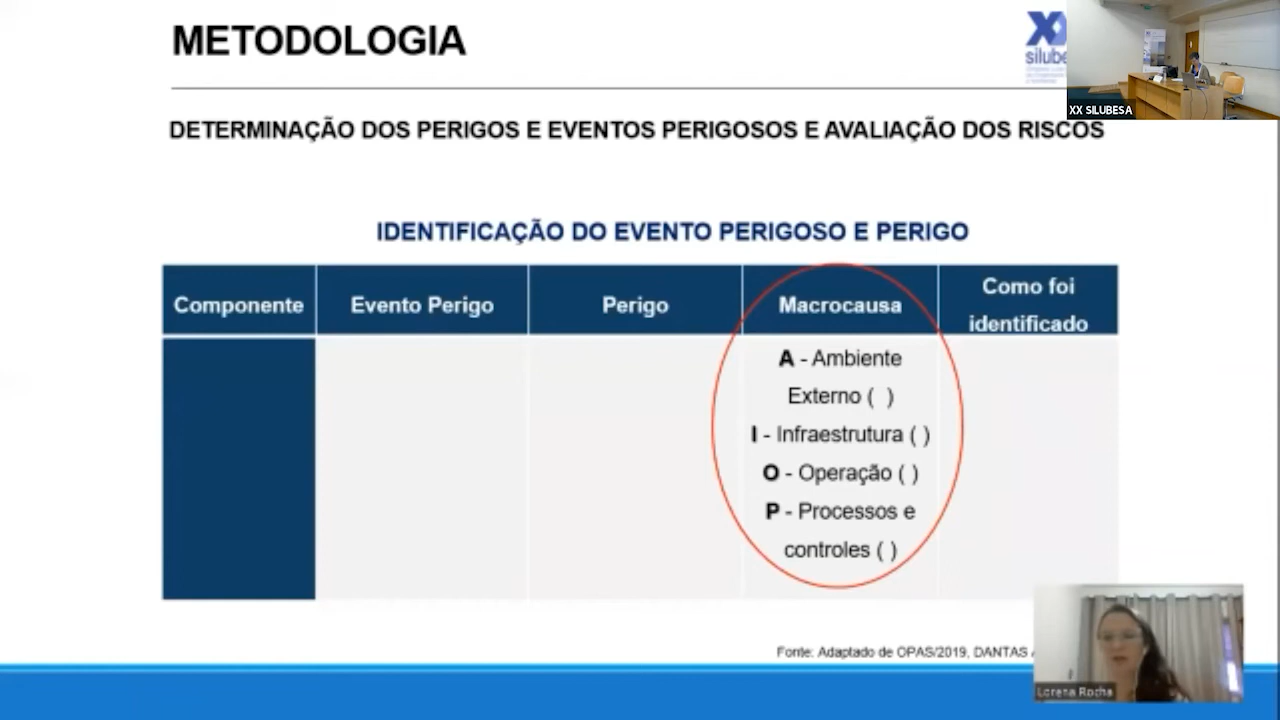 METODOLOGIA
silube
XX SILUBESA
DETERMINAÇÃO DOS PERIGOS E EVENTOS PERIGOSOS E AVALIAÇÃO DOS RISCOS
IDENTIFICAÇÃO DO EVENTO PERIGOSO E PERIGO
Componente
Evento Perigo
Perigo
Macrocausa
Como foi
identificado
A - Ambiente
Externo ( )
I - Infraestrutura ( )
O - Operação ( )
P - Processos e
controles ( )
Fonte: Adaptado de OPAS/2019, DANTAS
Lorena Rocha